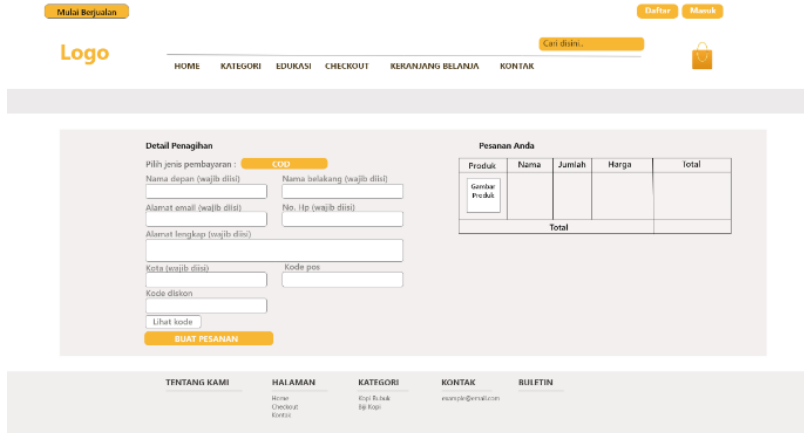 Mulai Berjualan
Daftar Masuk
Logo
Cari disini..
HOME KATEGORI EDUKASI CHECKOUT KERANJANG BELANJA KONTAK
Detail Penagihan
Pilih jenis pembayaran : COD
Nama depan (wajib diisi) Nama belakang (wajib diisi)
Alamat email (wajib diisi) No. Hp (wajib diisi)
Alamat lengkap (wajib diisi)
Kota (wajib diisi) Kode pos
Kode diskon
Lihat kode
BUAT PESANAN
Pesanan Anda
Produk Nama Jumlah Harga Total
Gambar
Produk
Total
TENTANG KAMI HALAMAN KATEGORI KONTAK BULETIN
Home Kopi Bubuk example@email.com
Checkout Biji Kopi
Kontak